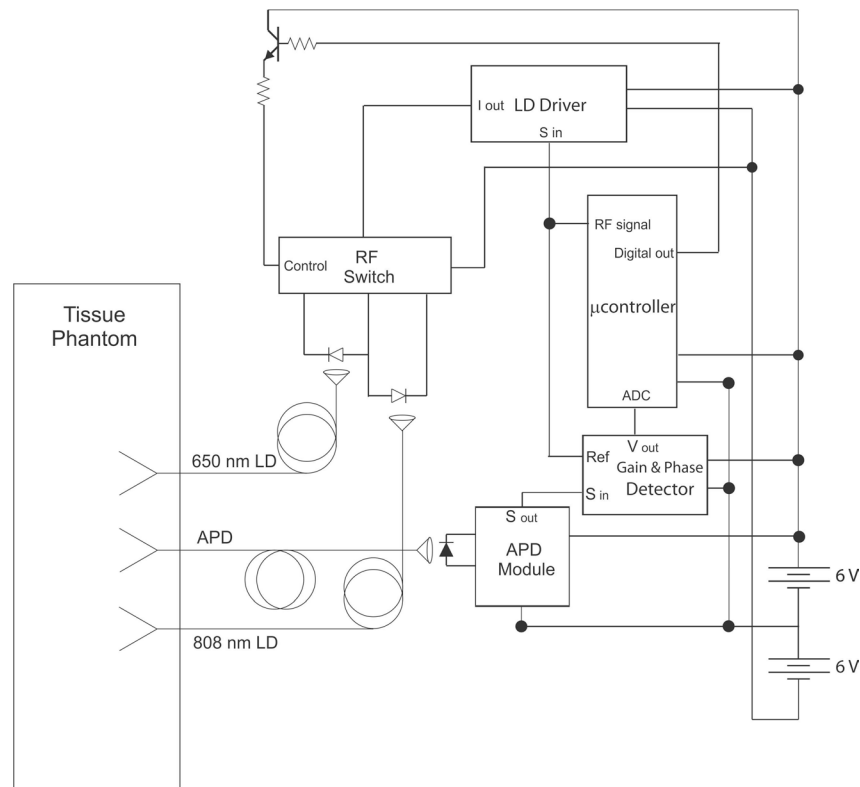 I out
LD Driver
S in
RF signal
Digital out
μcontroller
ADC
Control
RF
Switch
Tissue
Phantom
650 nm LD
APD
808 nm LD
V out
Ref
Gain & Phase
Detector
S in
S out
APD
Module
6 V
6 V